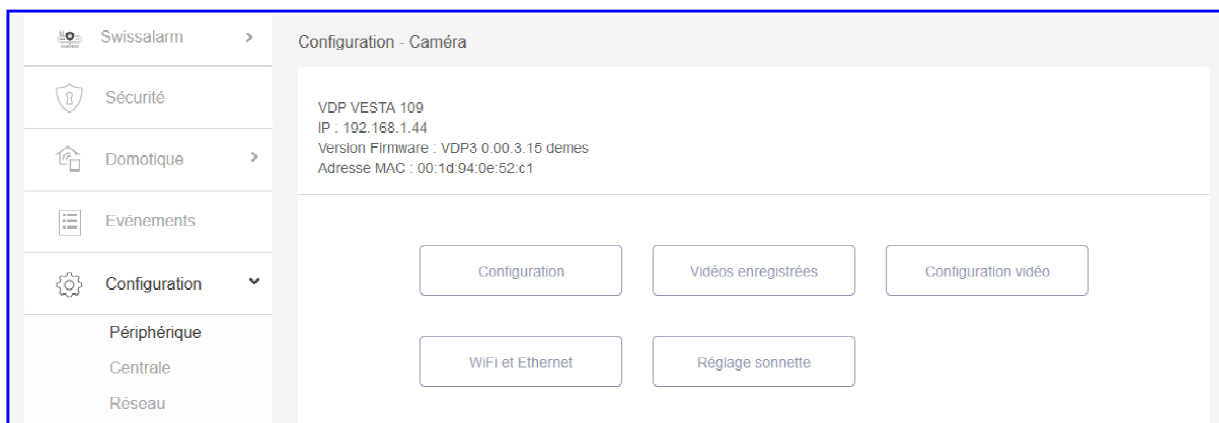 Swissalarm
Sécurité
Domotique
Evénements
Configuration
Périphérique
Centrale
Réseau
Configuration - Caméra
VDP VESTA 109
IP : 192.168.1.44
Version Firmware : VDP3 0.00.3.15 demes
Adresse MAC : 00:1d:94:0e:52:c1
Configuration
Vidéos enregistrées
Configuration vidéo
WiFi et Ethernet
Réglage sonnette